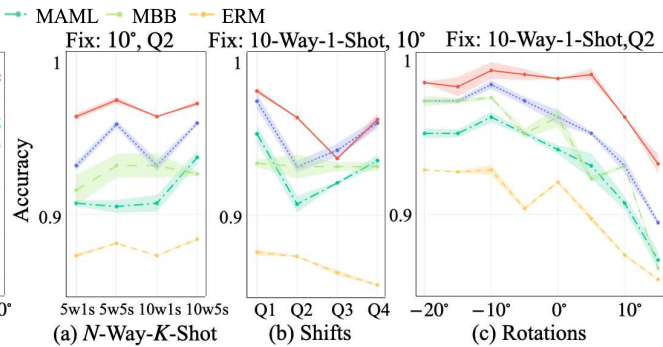 MAML MBB ERM
Fix: 10°, Q2 Fix: 10-Way-1-Shot, 10° Fix: 10-Way-1-Shot,Q2
1 1 1
Accuracy
0.9 0.9 0.9
0° 5w1s 5w5s 10w1s 10w5s Q1 Q2 Q3 Q4 −20° −10° 0° 10° 15°
(a) N-Way-K-Shot (b) Shifts (c) Rotations